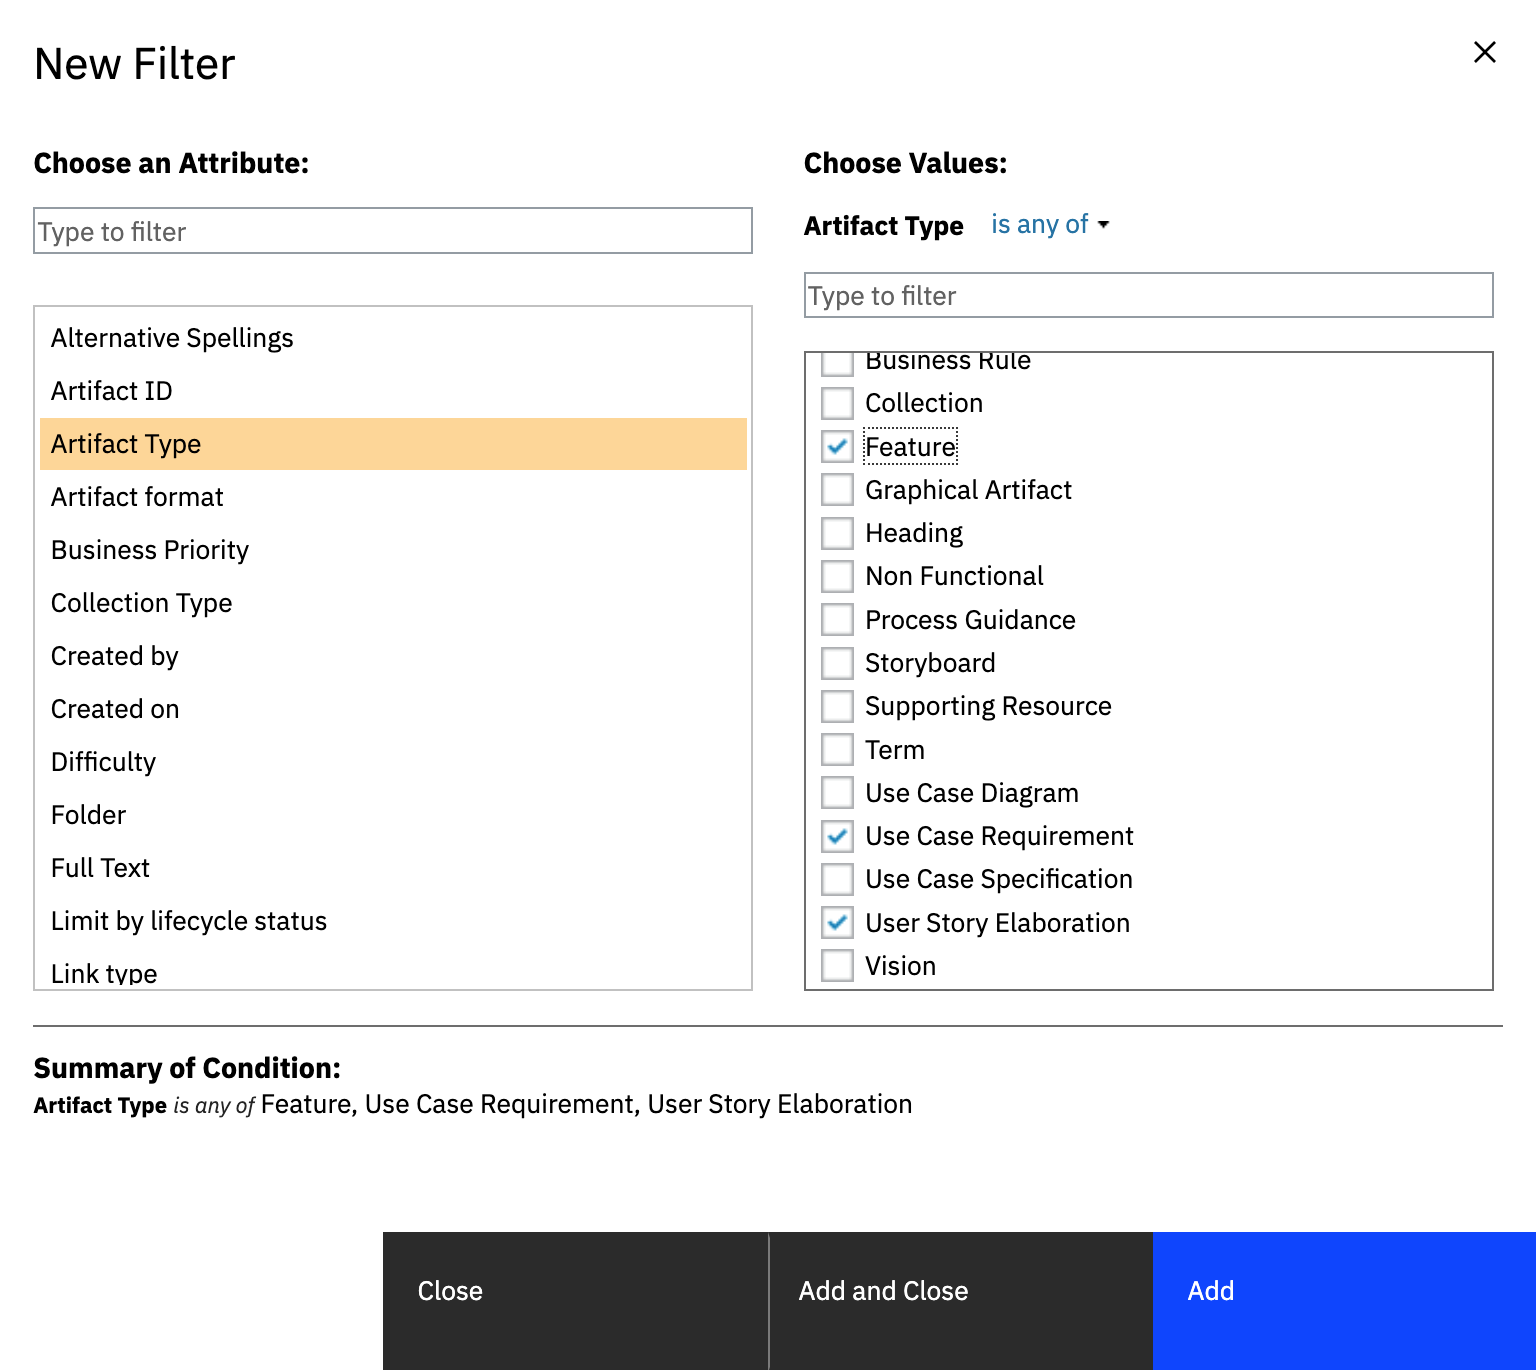 New Filter
Choose an Attribute:
Type to filter
Alternative Spellings
Artifact ID
Artifact Type
Artifact format
Business Priority
Collection Type
Created by
Created on
Difficulty
Folder
Full Text
Limit by lifecycle status
Link type
Choose Values:
Artifact Type is any of
Type to filter
Business Rule
Collection
Feature
Graphical Artifact
Heading
Non Functional
Process Guidance
Storyboard
Supporting Resource
Term
Use Case Diagram
Use Case Requirement
Use Case Specification
User Story Elaboration
Vision
Summary of Condition:
Artifact Type is any of Feature, Use Case Requirement, User Story Elaboration
Close
Add and Close
Add